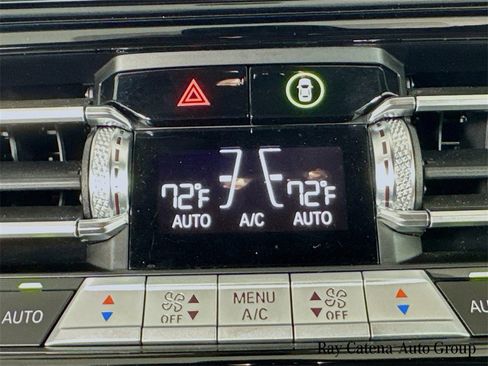 72°F
72°F
AUTO
A/C
AUTO
AUTO
OFF
MENU
A/C
OFF
Ray Catena Auto Group